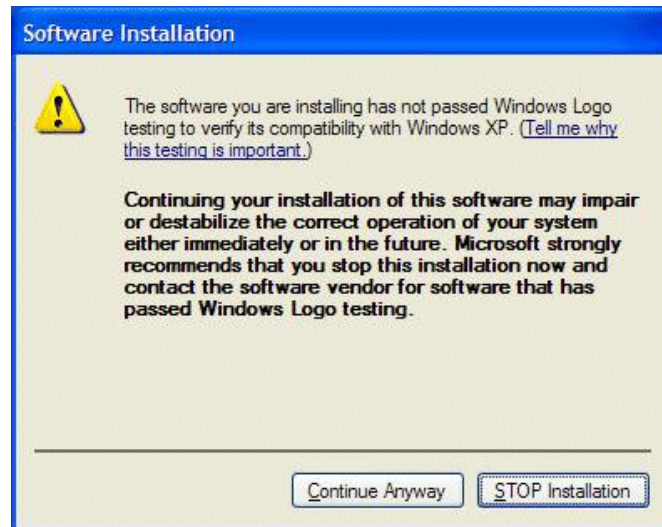 Software Installation
The software you are installing has not passed Windows Logo
testing to verify its compatibility with Windows XP. (Tell me why
this testing is important.)
Continuing your installation of this software may impair
or destabilize the correct operation of your system
either immediately or in the future. Microsoft strongly
recommends that you stop this installation now and
contact the software vendor for software that has
passed Windows Logo testing.
Continue Anyway
STOP Installation